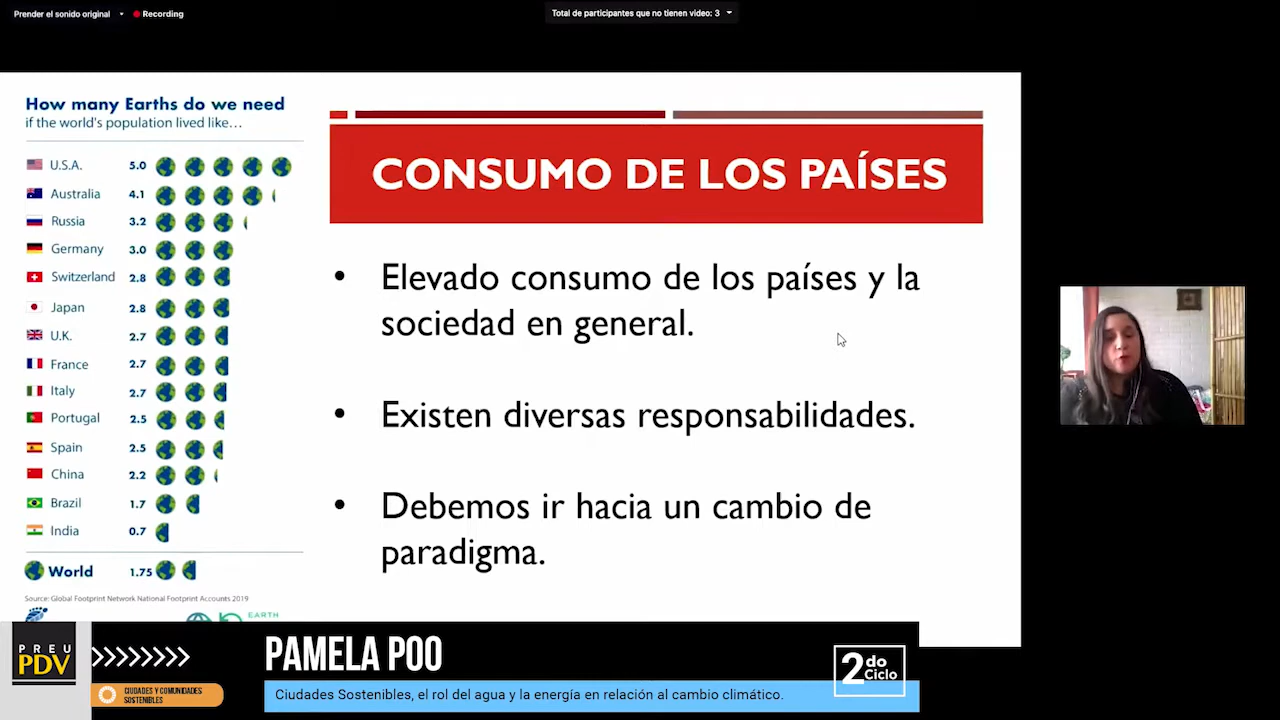 Prender el sonido original
Recording
Total de participantes que no tienen video: 3
How many Earths do we need
if the world's population lived like...
U.S.A. 5.0
Australia 4.1
Russia 3.2
Germany 3.0
Switzerland 2.8
Japan 2.8
U.K. 2.7
France 2.7
Italy 2.7
Portugal 2.5
Spain 2.5
China 2.2
Brazil 1.7
India 0.7
World 1.75
Source: Global Footprint Network National Footprint Accounts 2019
EARTH
CONSUMO DE LOS PAÍSES
• Elevado consumo de los países y la
sociedad en general.
• Existen diversas responsabilidades.
• Debemos ir hacia un cambio de
paradigma.
PREU
PDV
CIUDADES Y COMUNIDADES
SOSTENIBLES
PAMELA POO
Ciudades Sostenibles, el rol del agua y la energía en relación al cambio climático.
2do
Ciclo